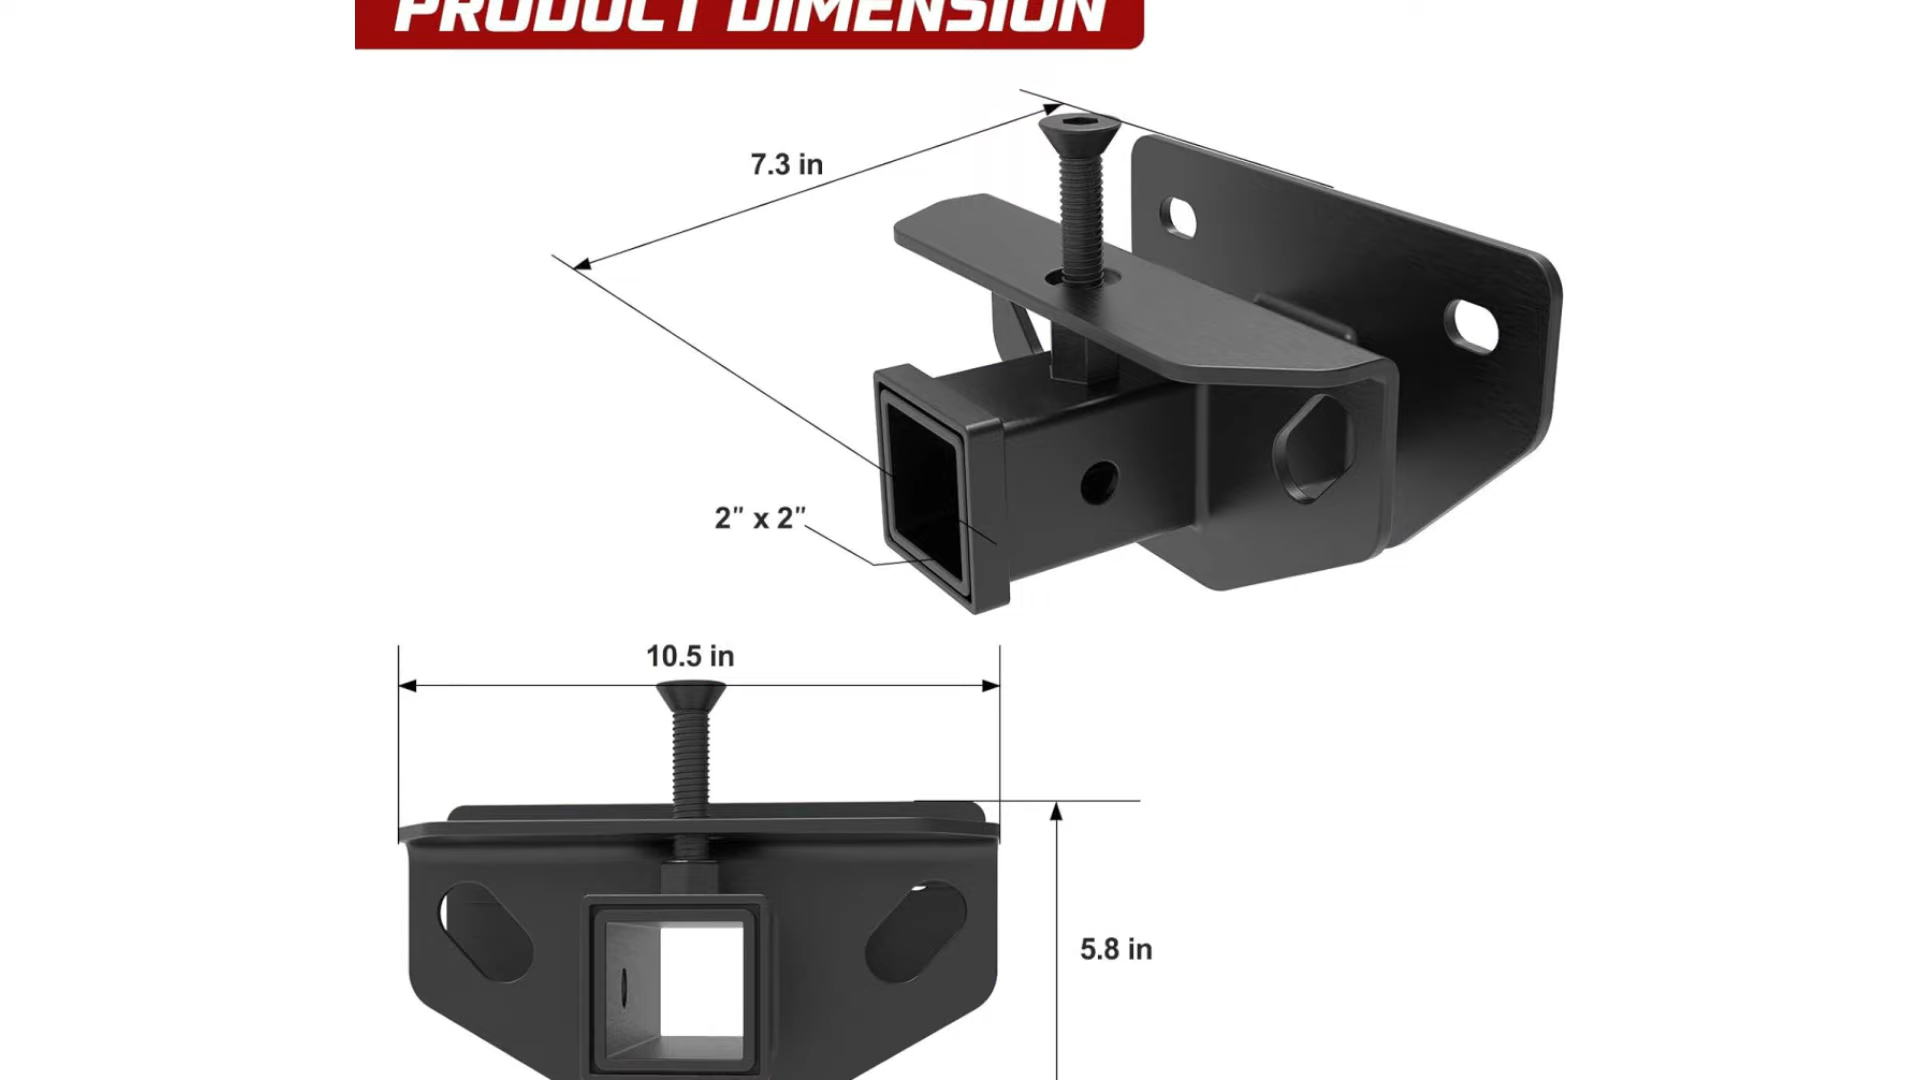 PRODUCT DIMENSION
7.3 in
2" x 2"
10.5 in
5.8 in